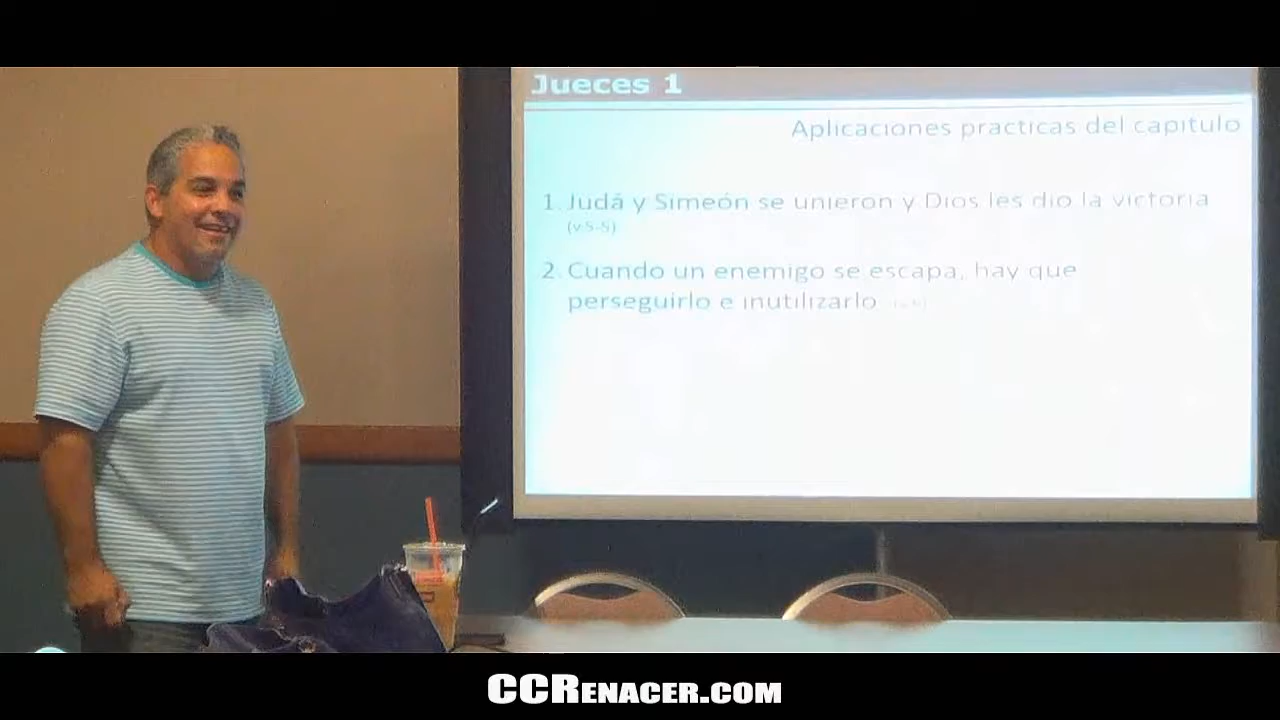 Jueces 1
Aplicaciones practicas del capitulo
1. Judá y Simeón se unieron y Dios les dio la victoria
2. Cuando un enemigo se escapa, hay que
perseguirlo e inutilizarlo
CCRENACER.COM